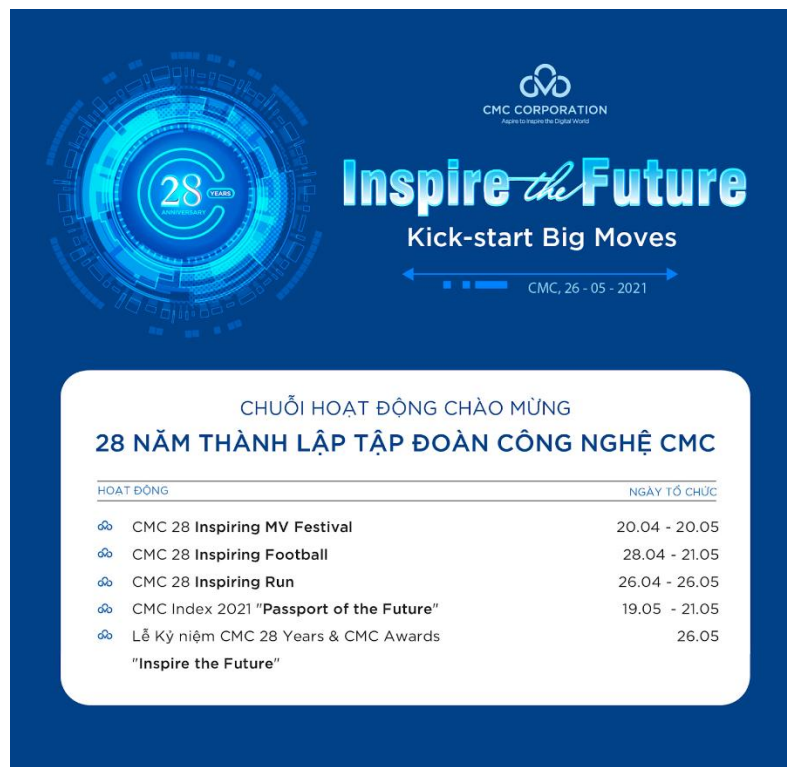 CMC CORPORATION
Aspire to Inspire the Digital World
28 YEARS
ANNIVERSARY
Inspire the Future
Kick-start Big Moves
CMC, 26 - 05 - 2021
CHUỖI HOẠT ĐỘNG CHÀO MỪNG
28 NĂM THÀNH LẬP TẬP ĐOÀN CÔNG NGHỆ CMC
HOẠT ĐỘNG NGÀY TỔ CHỨC
CMC 28 Inspiring MV Festival 20.04 - 20.05
CMC 28 Inspiring Football 28.04 - 21.05
CMC 28 Inspiring Run 26.04 - 26.05
CMC Index 2021 "Passport of the Future" 19.05 - 21.05
Lễ Kỷ niệm CMC 28 Years & CMC Awards 26.05
"Inspire the Future"